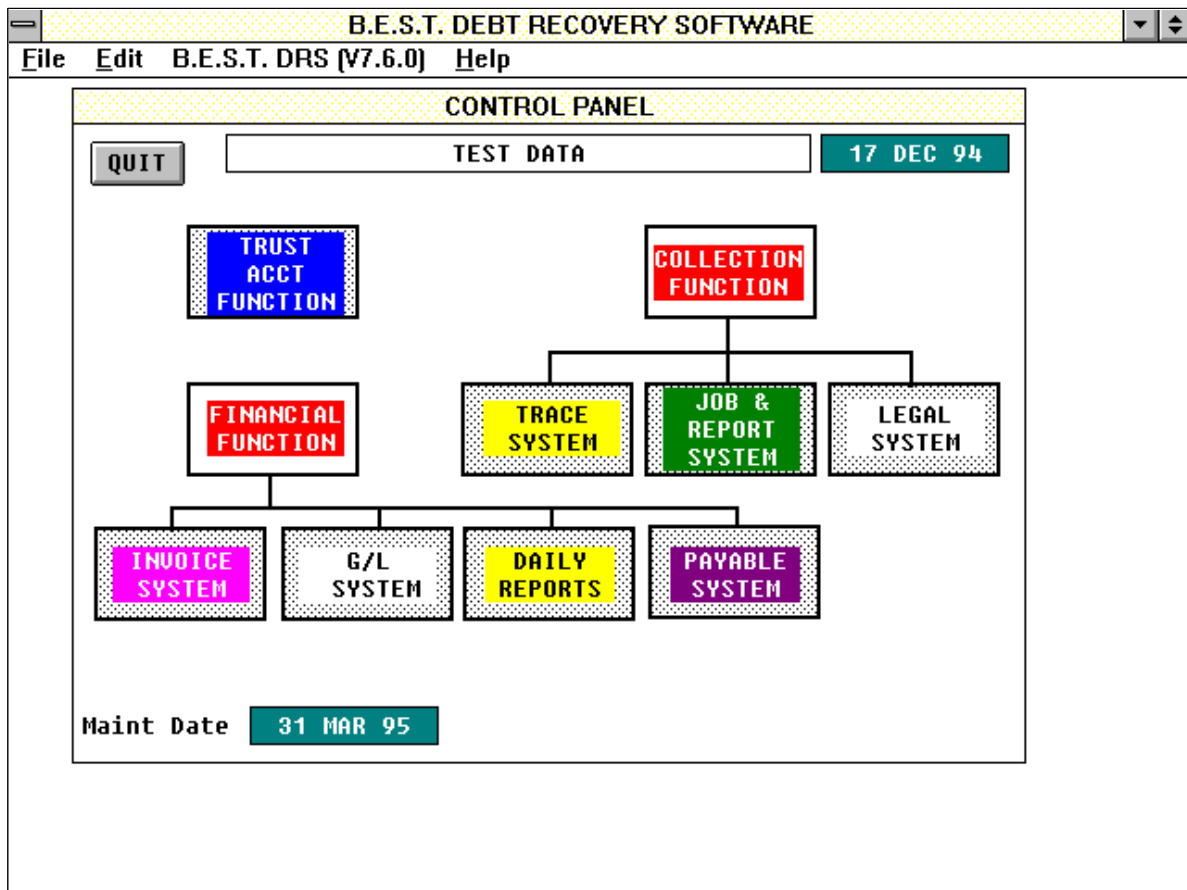 B.E.S.T. DEBT RECOVERY SOFTWARE
File Edit B.E.S.T. DRS (V7.6.0) Help
CONTROL PANEL
QUIT
TEST DATA
17 DEC 94
TRUST
ACCT
FUNCTION
COLLECTION
FUNCTION
FINANCIAL
FUNCTION
TRACE
SYSTEM
JOB &
REPORT
SYSTEM
LEGAL
SYSTEM
INVOICE
SYSTEM
G/L
SYSTEM
DAILY
REPORTS
PAYABLE
SYSTEM
Maint Date 31 MAR 95